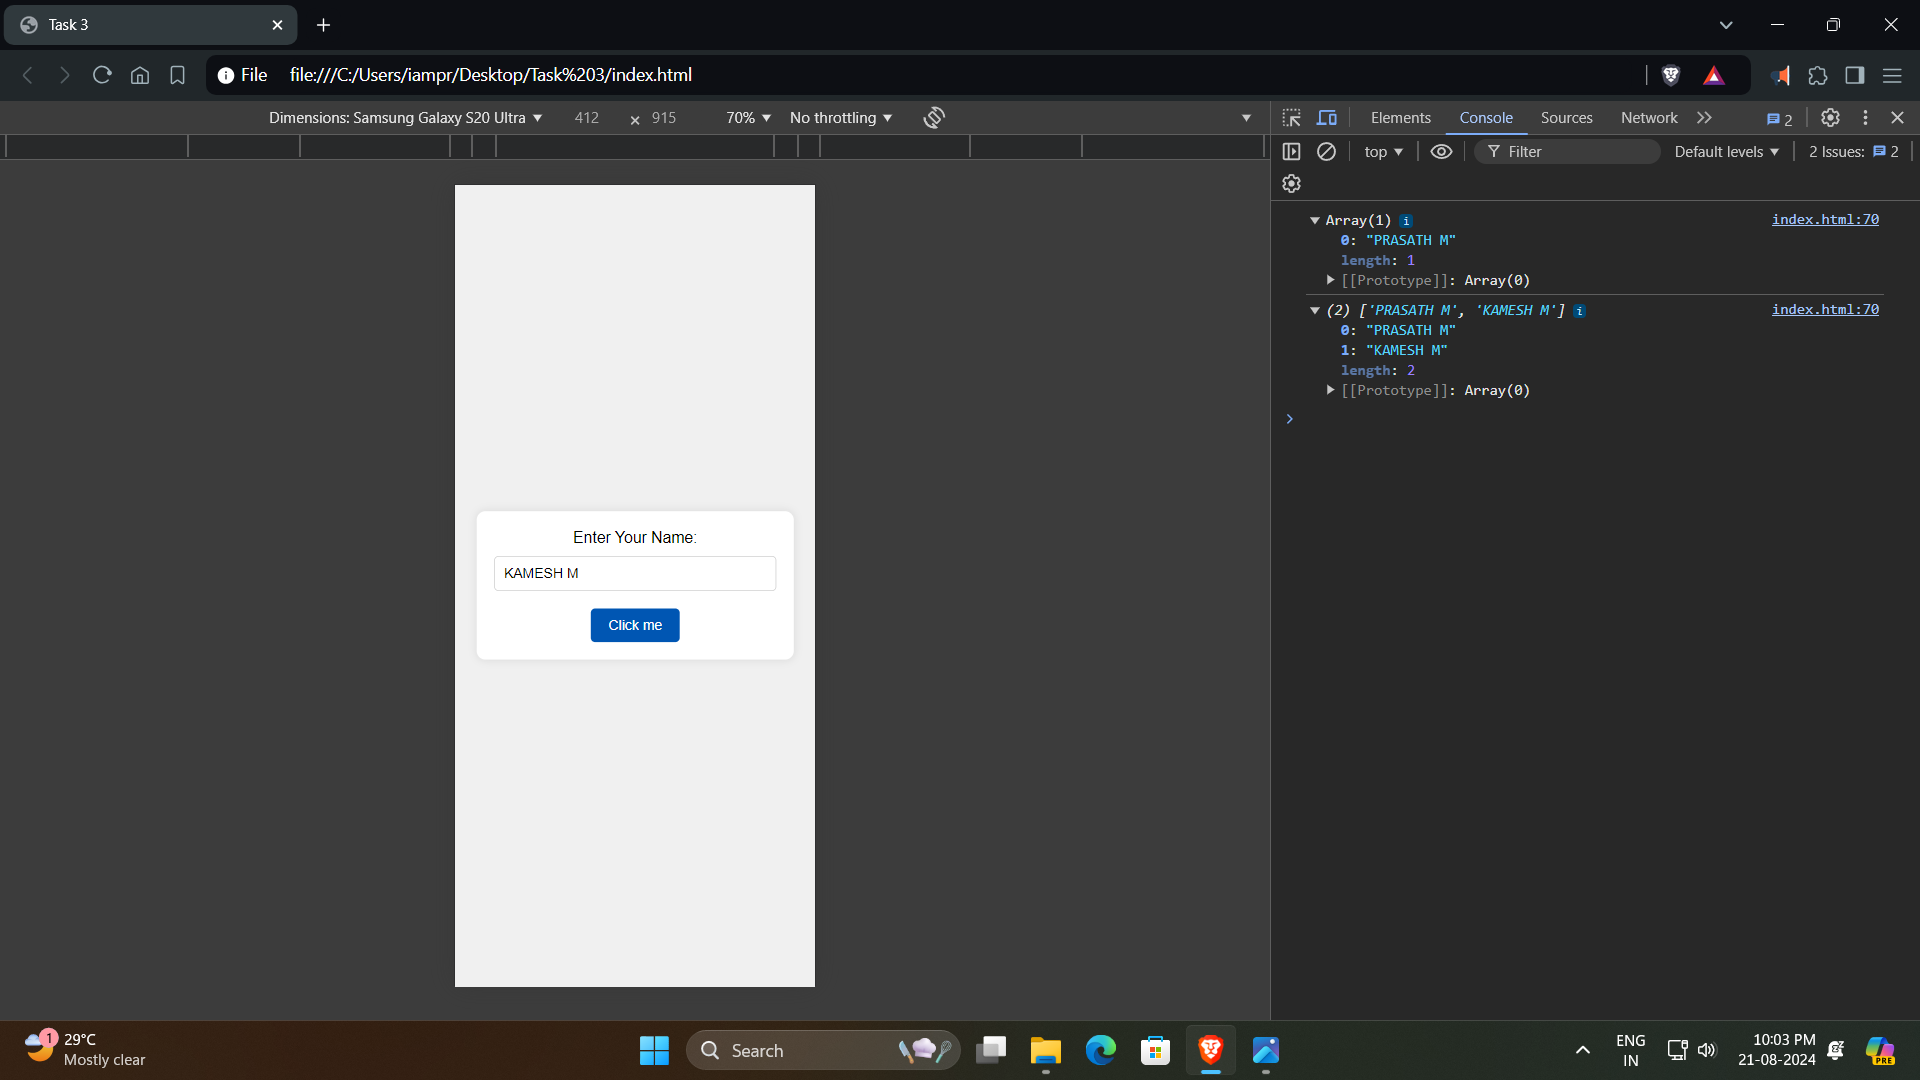 Task 3
File file:///C:/Users/iampr/Desktop/Task%203/index.html
Dimensions: Samsung Galaxy S20 Ultra 412 × 915 70% No throttling
Elements Console Sources Network 2
top Filter Default levels 2 Issues: 2
Array(1) i index.html:70
0: "PRASATH M"
length: 1
[[Prototype]]: Array(0)
(2) ['PRASATH M', 'KAMESH M'] i index.html:70
0: "PRASATH M"
1: "KAMESH M"
length: 2
[[Prototype]]: Array(0)
Enter Your Name:
KAMESH M
Click me
1 29°C
Mostly clear
Search
ENG
IN
10:03 PM
21-08-2024
PRE